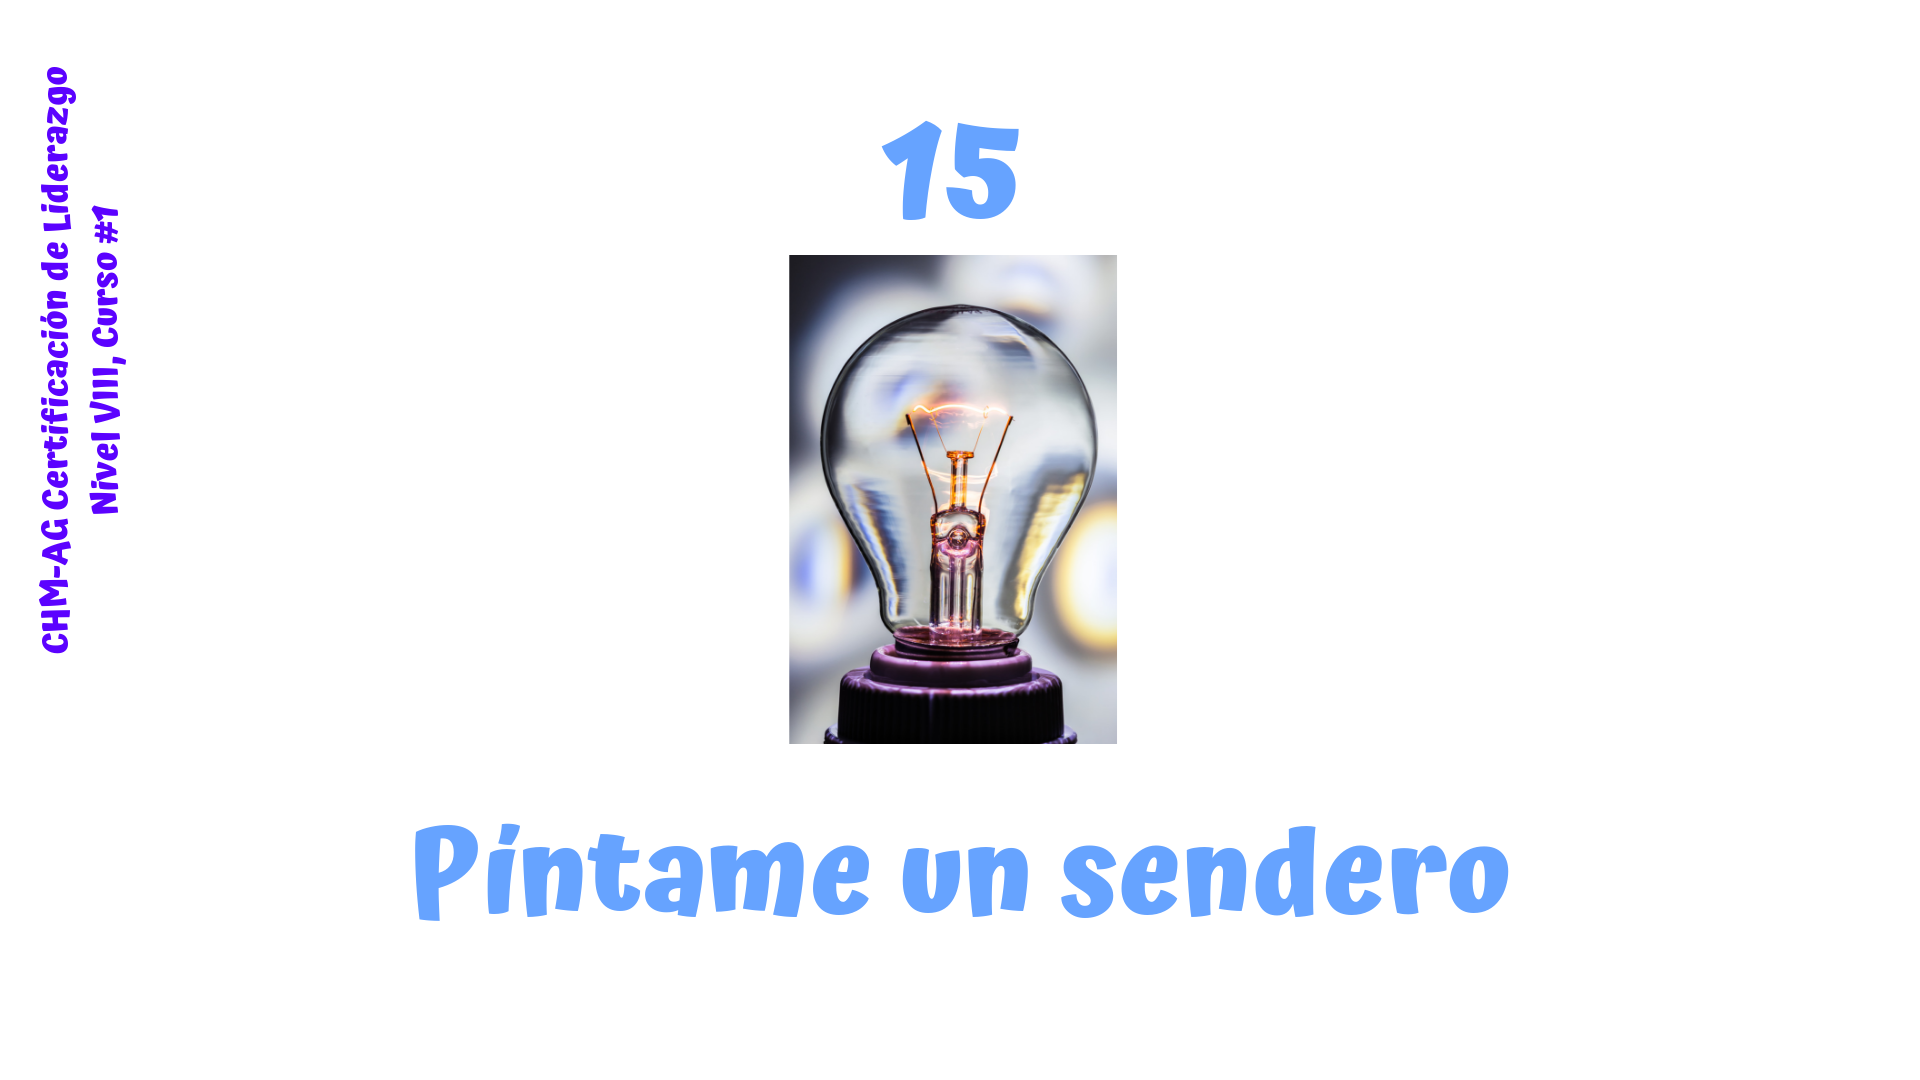 CHM-AG Certificación de Liderazgo
Nivel VIII, Curso #1
15
Píntame un sendero